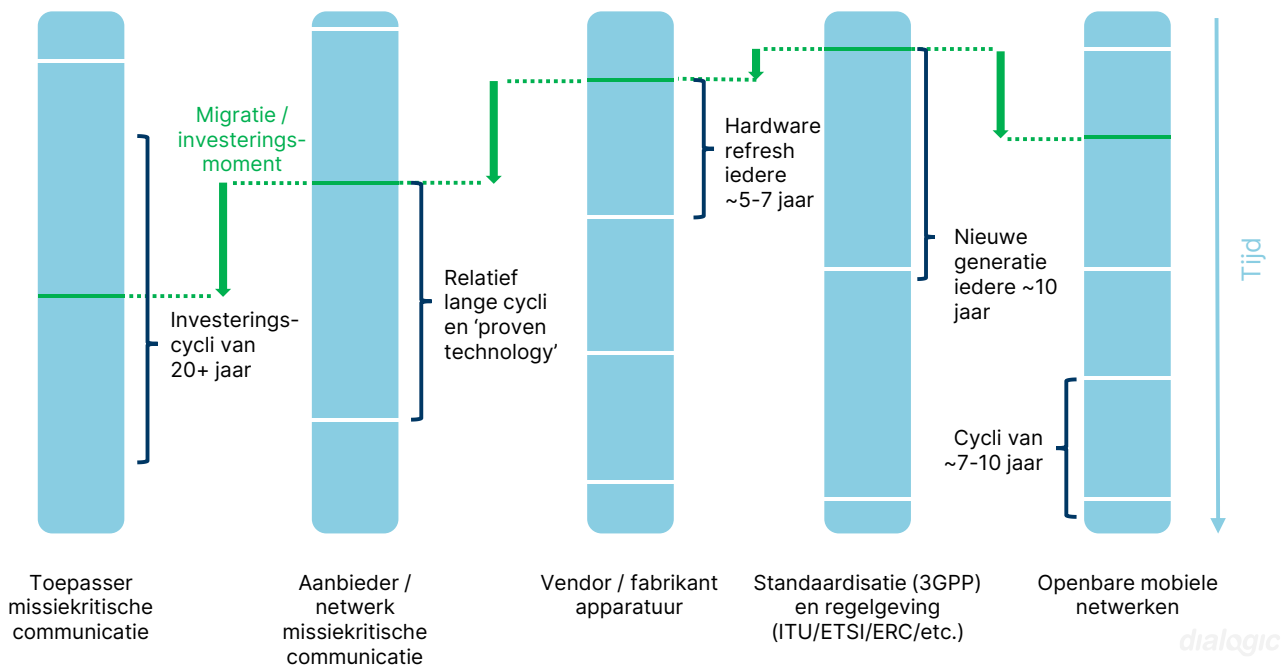 Migratie /
investerings-
moment
Investerings-
cycli van
20+ jaar
Relatief
lange cycli
en ‘proven
technology’
Hardware
refresh
iedere
~5-7 jaar
Nieuwe
generatie
iedere ~10
jaar
Cycli van
~7-10 jaar
Tijd
Toepasser
missiekritische
communicatie
Aanbieder /
netwerk
missiekritische
communicatie
Vendor / fabrikant
apparatuur
Standaardisatie (3GPP)
en regelgeving
(ITU/ETSI/ERC/etc.)
Openbare mobiele
netwerken
dialogic